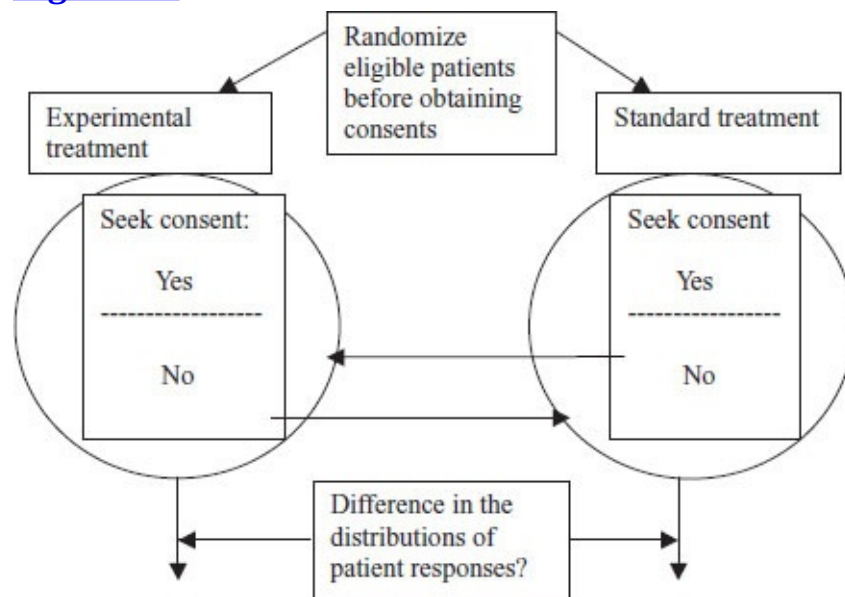 Randomize
eligible patients
before obtaining
consents
Experimental
treatment
Standard treatment
Seek consent:
Yes
-------------------
No
Seek consent
Yes
------------------
No
Difference in the
distributions of
patient responses?